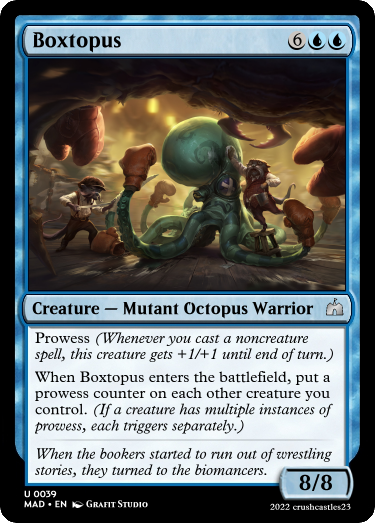 Boxtopus 6
Creature — Mutant Octopus Warrior
Prowess (Whenever you cast a noncreature
spell, this creature gets +1/+1 until end of turn.)
When Boxtopus enters the battlefield, put a
prowess counter on each other creature you
control. (If a creature has multiple instances of
prowess, each triggers separately.)
When the bookers started to run out of wrestling
stories, they turned to the biomancers.
8/8
U 0039
MAD • EN Grafit Studio
2022 crushcastles23